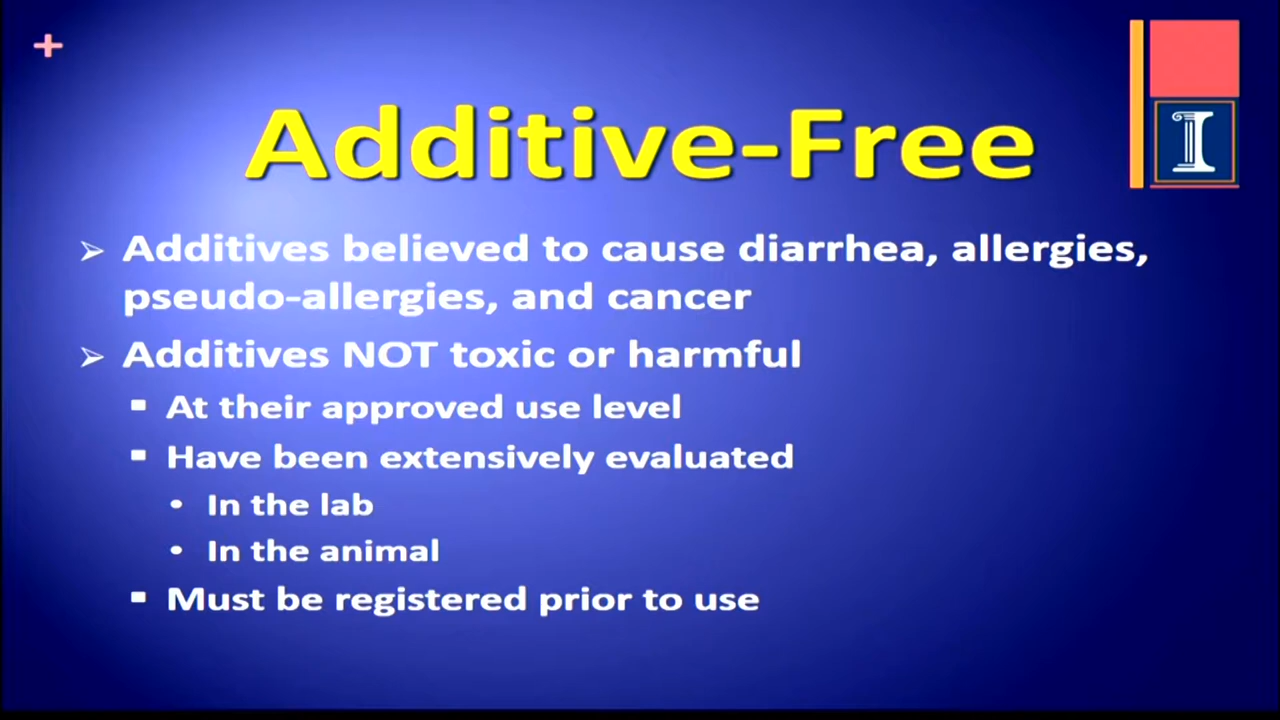 +
Additive-Free
I
➢ Additives believed to cause diarrhea, allergies,
pseudo-allergies, and cancer
➢ Additives NOT toxic or harmful
▪ At their approved use level
▪ Have been extensively evaluated
• In the lab
• In the animal
▪ Must be registered prior to use